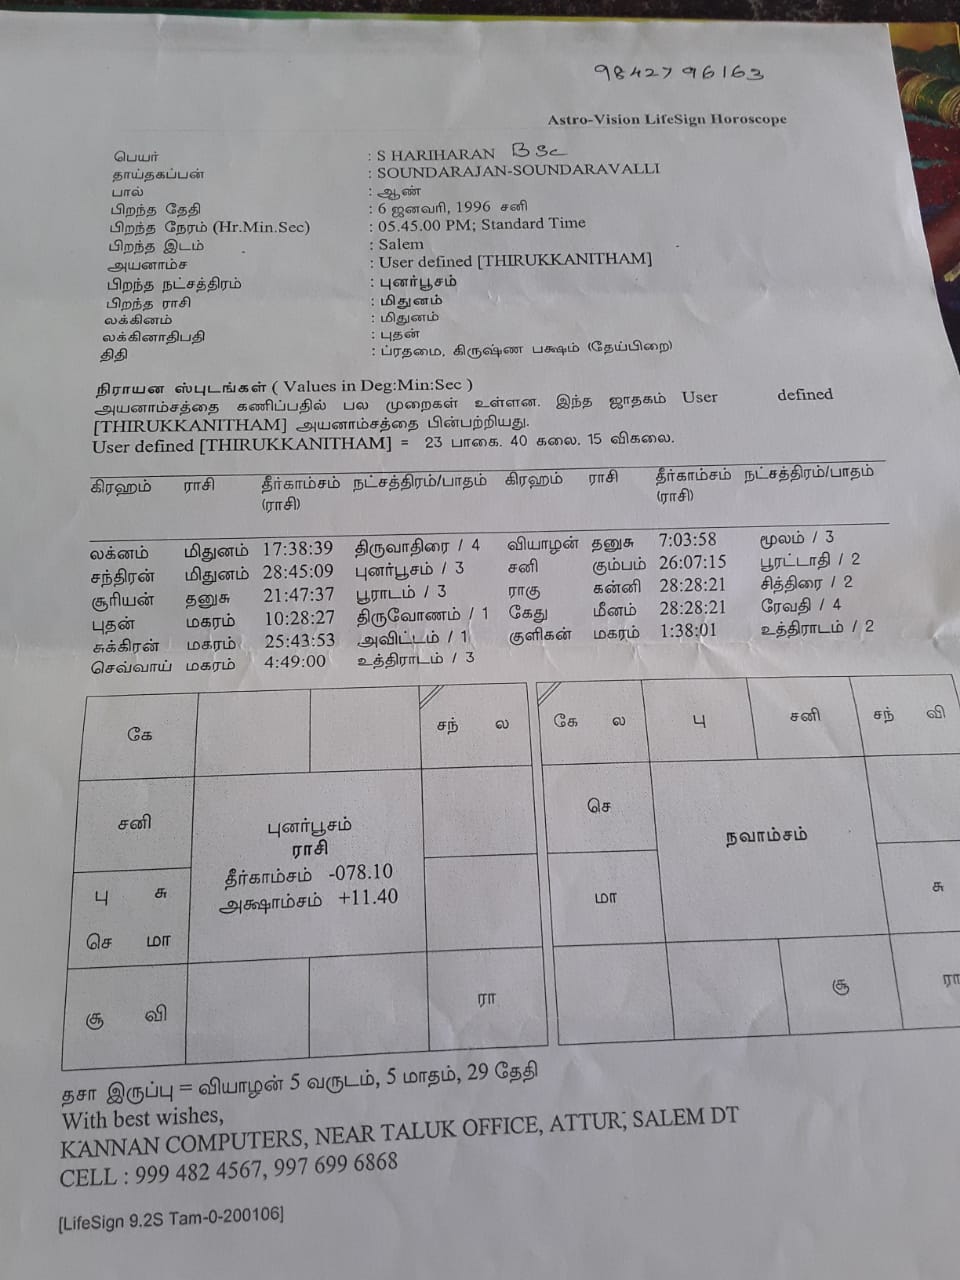 9842796163
Astro-Vision LifeSign Horoscope
பெயர் : S HARIHARAN BSc
தாய்தகப்பன் : SOUNDARAJAN-SOUNDARAVALLI
பால் : ஆண்
பிறந்த தேதி : 6 ஜனவரி, 1996 சனி
பிறந்த நேரம் (Hr.Min.Sec) : 05.45.00 PM; Standard Time
பிறந்த இடம் : Salem
அயனாம்ச : User defined [THIRUKKANITHAM]
பிறந்த நட்சத்திரம் : புனர்பூசம்
பிறந்த ராசி : மிதுனம்
லக்கினம் : மிதுனம்
லக்கினாதிபதி : புதன்
திதி : ப்ரதமை, கிருஷ்ண பக்ஷம் (தேய்பிறை)
நிராயன ஸ்புடங்கள் ( Values in Deg:Min:Sec )
அயனாம்சத்தை கணிப்பதில் பல முறைகள் உள்ளன. இந்த ஜாதகம் User defined
[THIRUKKANITHAM] அயனாம்சத்தை பின்பற்றியது.
User defined [THIRUKKANITHAM] = 23 பாகை. 40 கலை. 15 விகலை.
கிரஹம் ராசி தீர்காம்சம் நட்சத்திரம்/பாதம் கிரஹம் ராசி தீர்காம்சம் நட்சத்திரம்/பாதம்
(ராசி) (ராசி)
லக்னம் மிதுனம் 17:38:39 திருவாதிரை / 4 வியாழன் தனுசு 7:03:58 மூலம் / 3
சந்திரன் மிதுனம் 28:45:09 புனர்பூசம் / 3 சனி கும்பம் 26:07:15 பூரட்டாதி / 2
சூரியன் தனுசு 21:47:37 பூராடம் / 3 ராகு கன்னி 28:28:21 சித்திரை / 2
புதன் மகரம் 10:28:27 திருவோணம் / 1 கேது மீனம் 28:28:21 ரேவதி / 4
சுக்கிரன் மகரம் 25:43:53 அவிட்டம் / 1 குளிகன் மகரம் 1:38:01 உத்திராடம் / 2
செவ்வாய் மகரம் 4:49:00 உத்திராடம் / 3
கே சந் ல கே ல பு சனி சந் வி
சனி செ
புனர்பூசம் நவாம்சம்
ராசி
தீர்காம்சம் -078.10
அக்ஷாம்சம் +11.40
பு சு மா சு
செ மா
சூ வி ரா சூ ரா
தசா இருப்பு = வியாழன் 5 வருடம், 5 மாதம், 29 தேதி
With best wishes,
KANNAN COMPUTERS, NEAR TALUK OFFICE, ATTUR, SALEM DT
CELL : 999 482 4567, 997 699 6868
[LifeSign 9.2S Tam-0-200106]